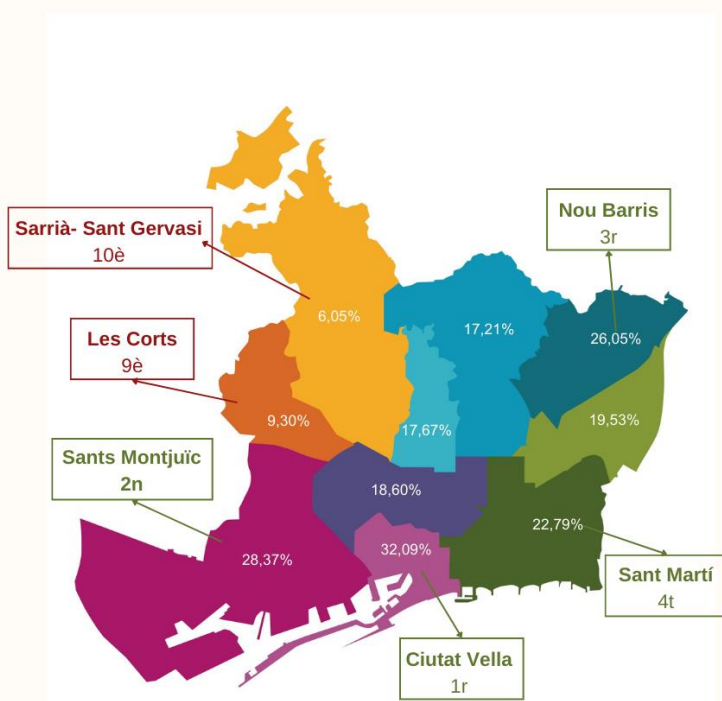 Nou Barris
3r
Sarrià- Sant Gervasi
10è
6,05%
17,21%
26,05%
Les Corts
9è
9,30%
17,67%
19,53%
Sants Montjuïc
2n
18,60%
22,79%
28,37%
32,09%
Sant Martí
4t
Ciutat Vella
1r